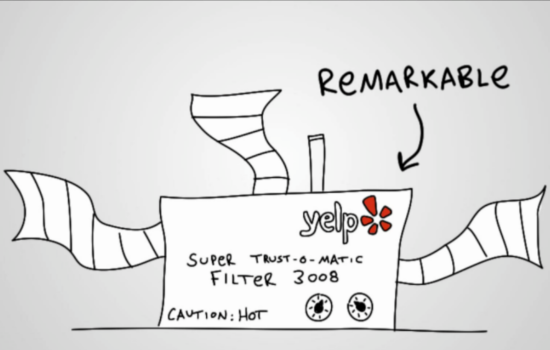 REMARKABLE
yelp
SUPER TRUST-O-MATIC
FILTER 3008
CAUTION: HOT